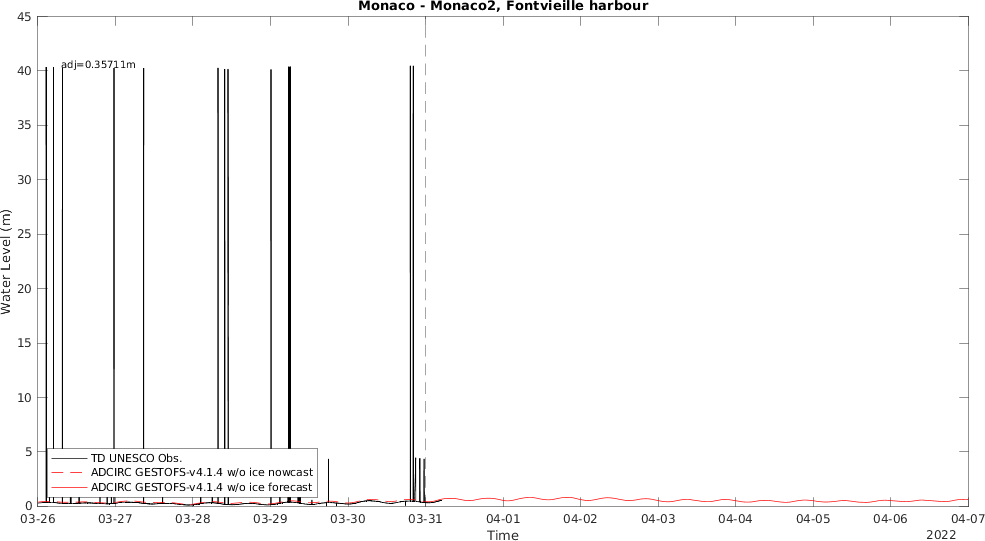 Monaco - Monaco2, Fontvieille harbour
45
40
35
30
25
20
15
10
5
0
Water Level (m)
adj=0.35711m
TD UNESCO Obs.
ADCIRC GESTOFS-v4.1.4 w/o ice nowcast
ADCIRC GESTOFS-v4.1.4 w/o ice forecast
03-26 03-27 03-28 03-29 03-30 03-31 04-01 04-02 04-03 04-04 04-05 04-06 04-07
Time
2022